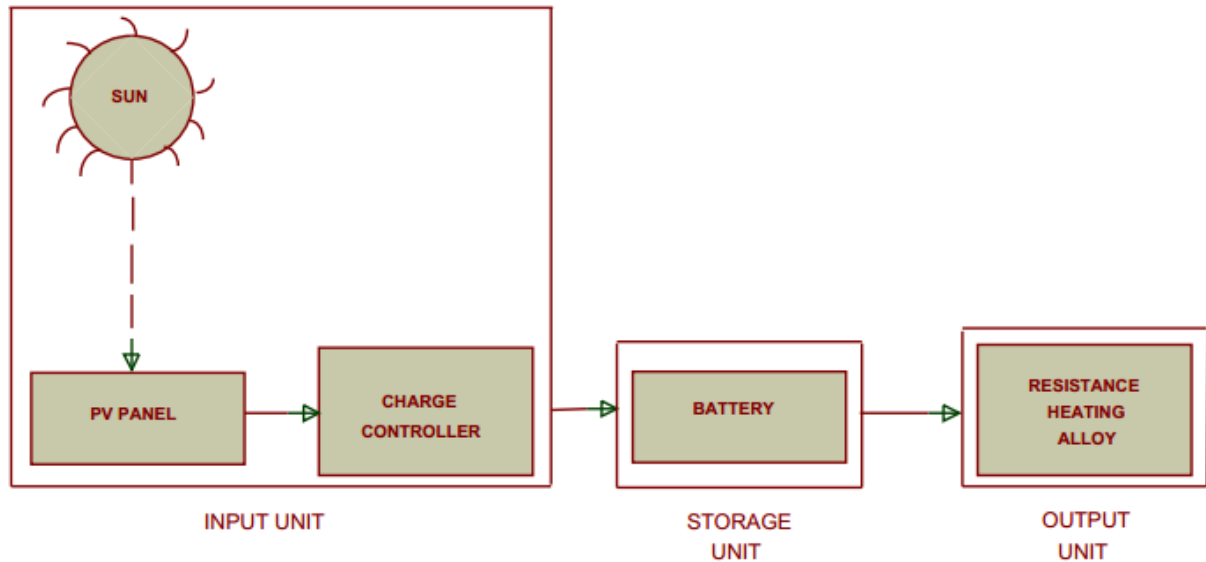 SUN
PV PANEL
CHARGE
CONTROLLER
BATTERY
RESISTANCE
HEATING
ALLOY
INPUT UNIT
STORAGE
UNIT
OUTPUT
UNIT